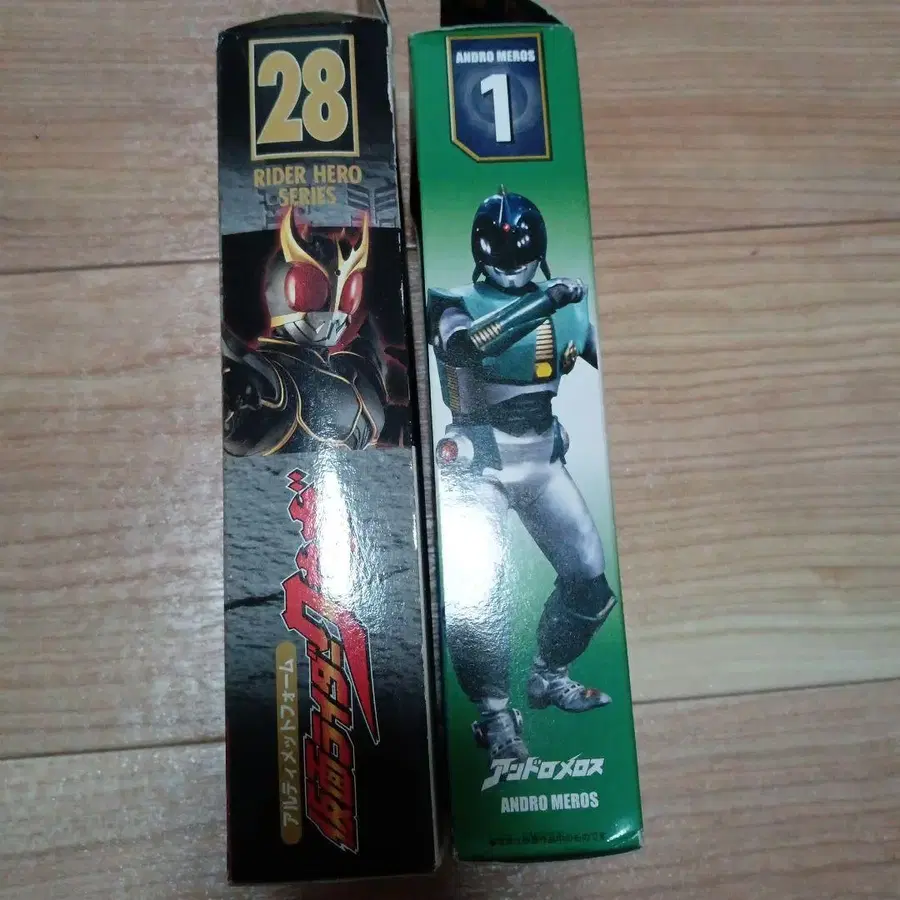 28
RIDER HERO
SERIES
アルティメットフォーム
仮面ライダークウガ
ANDRO MEROS
1
アンドロメロス
ANDRO MEROS